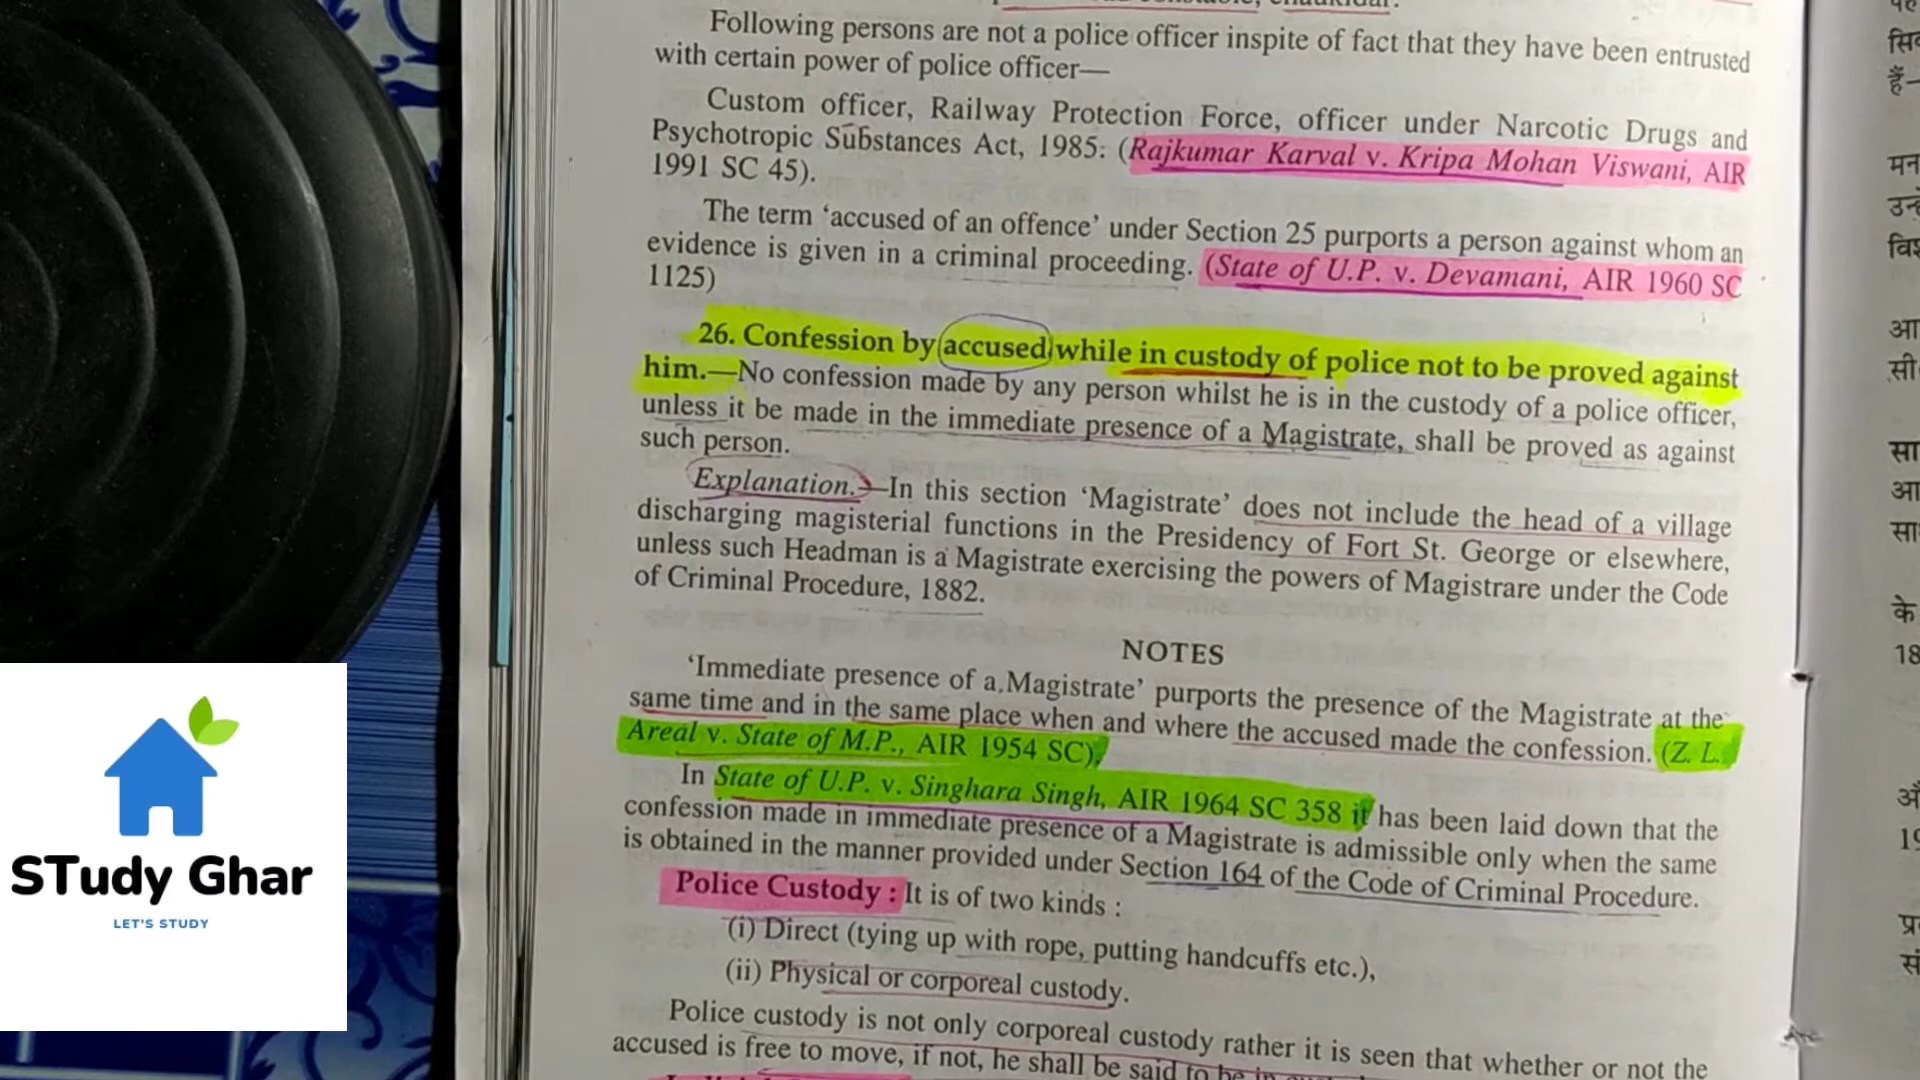 Following persons are not a police officer inspite of fact that they have been entrusted
with certain power of police officer—
Custom officer, Railway Protection Force, officer under Narcotic Drugs and
Psychotropic Substances Act, 1985: (Rajkumar Karval v. Kripa Mohan Viswani, AIR
1991 SC 45).
The term ‘accused of an offence’ under Section 25 purports a person against whom an
evidence is given in a criminal proceeding. (State of U.P. v. Devamani, AIR 1960 SC
1125)
26. Confession by accused while in custody of police not to be proved against
him.—No confession made by any person whilst he is in the custody of a police officer,
unless it be made in the immediate presence of a Magistrate, shall be proved as against
such person.
Explanation.—In this section ‘Magistrate’ does not include the head of a village
discharging magisterial functions in the Presidency of Fort St. George or elsewhere,
unless such Headman is a Magistrate exercising the powers of Magistrare under the Code
of Criminal Procedure, 1882.
NOTES
‘Immediate presence of a Magistrate’ purports the presence of the Magistrate at the
same time and in the same place when and where the accused made the confession. (Z. L.
Areal v. State of M.P., AIR 1954 SC).
In State of U.P. v. Singhara Singh, AIR 1964 SC 358 it has been laid down that the
confession made in immediate presence of a Magistrate is admissible only when the same
is obtained in the manner provided under Section 164 of the Code of Criminal Procedure.
Police Custody : It is of two kinds :
(i) Direct (tying up with rope, putting handcuffs etc.),
(ii) Physical or corporeal custody.
Police custody is not only corporeal custody rather it is seen that whether or not the
accused is free to move, if not, he shall be said to be in
STudy Ghar
LET'S STUDY